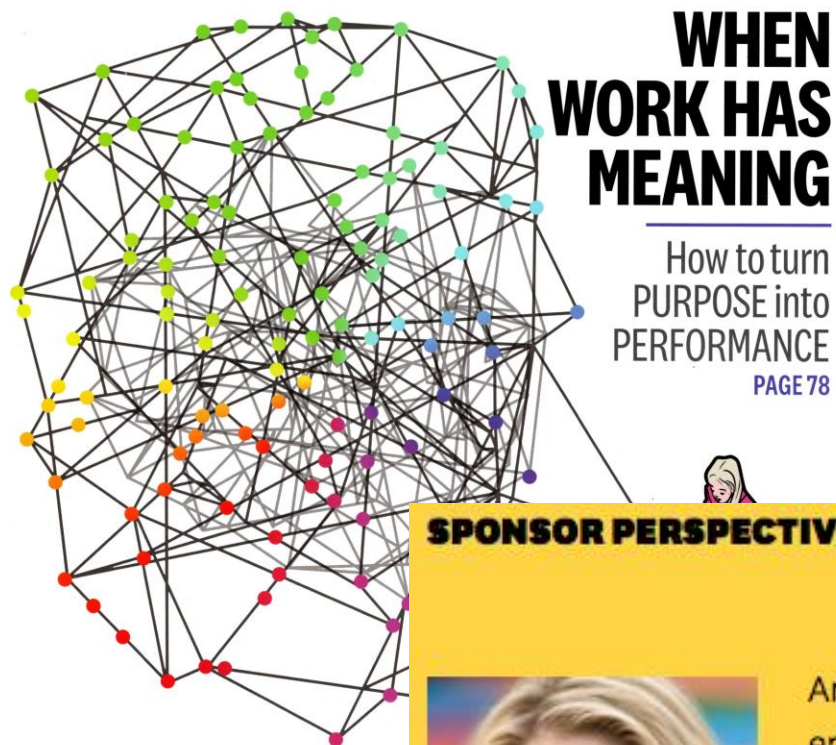 WHEN
WORK HAS
MEANING
How to turn
PURPOSE into
PERFORMANCE
PAGE 78
SPONSOR PERSPECTIV